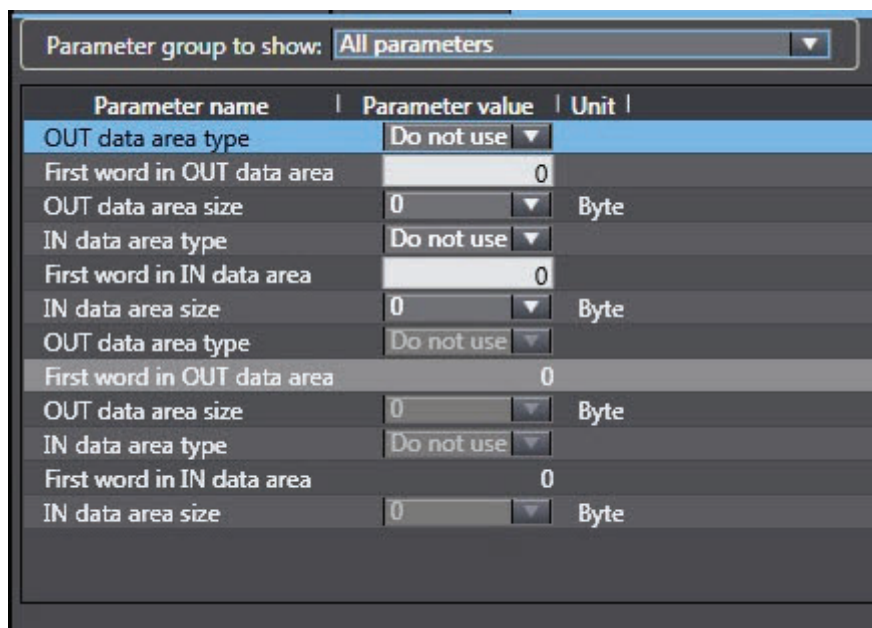 Parameter group to show: All parameters
Parameter name Parameter value Unit
OUT data area type Do not use
First word in OUT data area 0
OUT data area size 0 Byte
IN data area type Do not use
First word in IN data area 0
IN data area size 0 Byte
OUT data area type Do not use
First word in OUT data area 0
OUT data area size 0 Byte
IN data area type Do not use
First word in IN data area 0
IN data area size 0 Byte